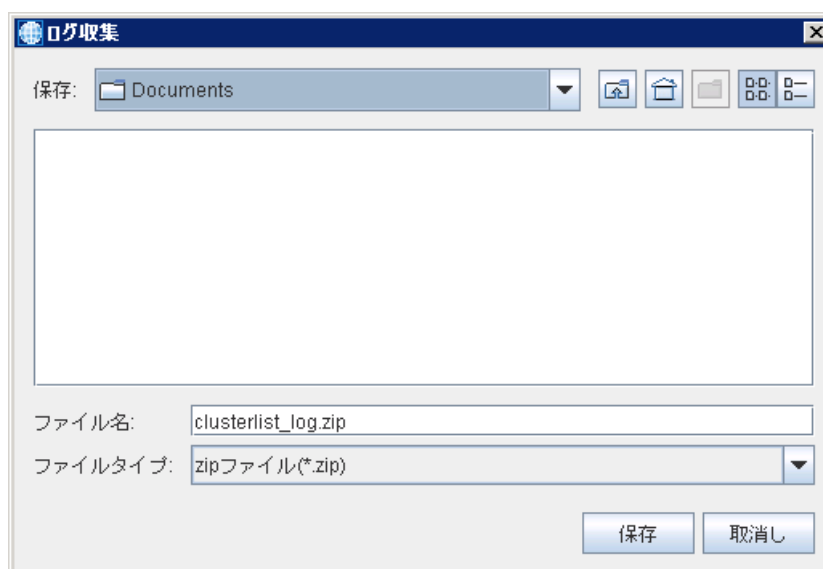 ログ収集
保存: Documents
ファイル名: clusterlist_log.zip
ファイルタイプ: zipファイル(*.zip)
保存 取消し